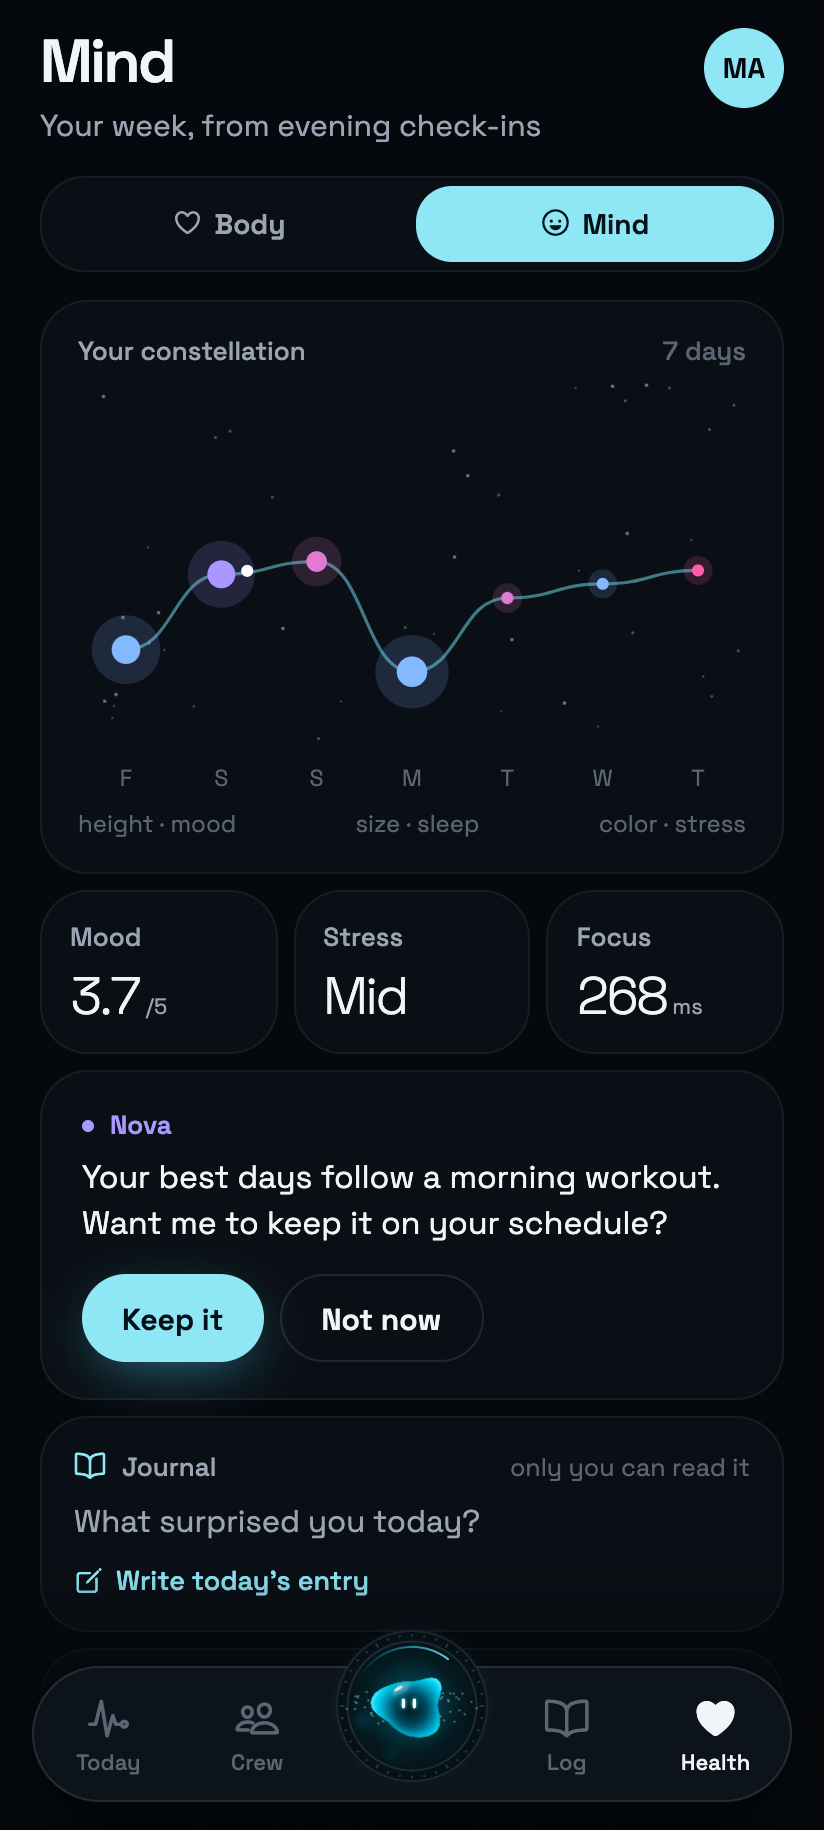 Mind
MA
Your week, from evening check-ins
Body
Mind
Your constellation
7 days
F S S M T W T
height · mood
size · sleep
color · stress
Mood
3.7 /5
Stress
Mid
Focus
268 ms
Nova
Your best days follow a morning workout.
Want me to keep it on your schedule?
Keep it
Not now
Journal
only you can read it
What surprised you today?
Write today's entry
Today
Crew
Log
Health